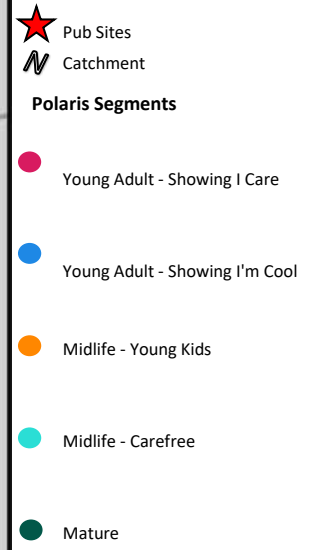 Pub Sites
Catchment
Polaris Segments
Young Adult - Showing I Care
Young Adult - Showing I'm Cool
Midlife - Young Kids
Midlife - Carefree
Mature